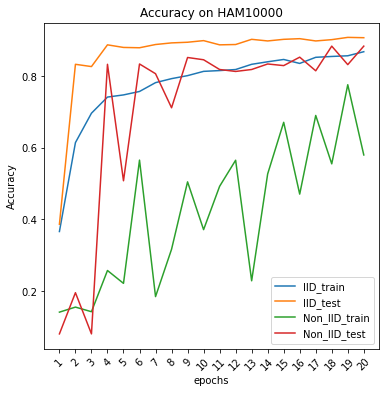 Accuracy on HAM10000
Accuracy
0.8
0.6
0.4
0.2
IID_train
IID_test
Non_IID_train
Non_IID_test
1 2 3 4 5 6 7 8 9 10 11 12 13 14 15 16 17 18 19 20
epochs